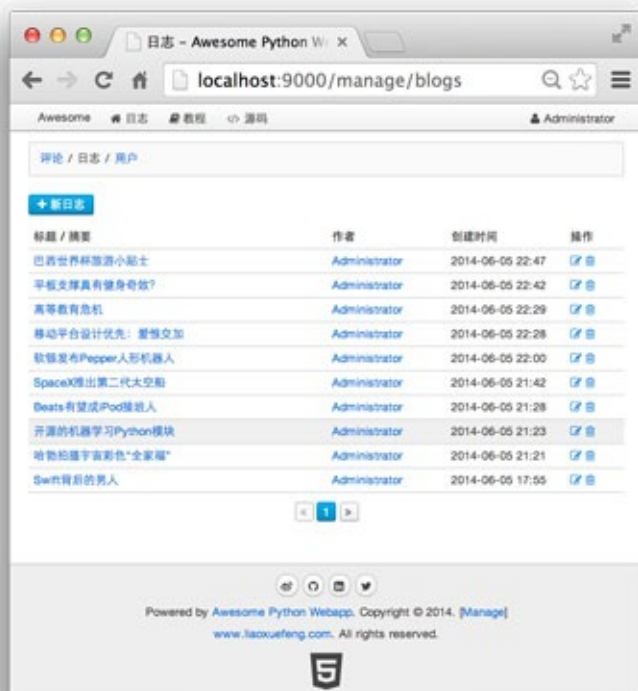 日志 - Awesome Python W
localhost:9000/manage/blogs
Awesome 日志 教程 源码 Administrator
评论 / 日志 / 用户
新日志
标题 / 摘要 作者 创建时间 操作
巴西世界杯旅游小贴士 Administrator 2014-06-05 22:47
平板支撑真有健身奇效? Administrator 2014-06-05 22:42
高等教育危机 Administrator 2014-06-05 22:29
移动平台设计优先：爱恨交加 Administrator 2014-06-05 22:28
软银发布Pepper人形机器人 Administrator 2014-06-05 22:00
SpaceX推出第二代太空船 Administrator 2014-06-05 21:42
Beats有望成iPod接班人 Administrator 2014-06-05 21:28
开源的机器学习Python模块 Administrator 2014-06-05 21:23
哈勃拍摄宇宙彩色"全家福" Administrator 2014-06-05 21:21
Swift背后的男人 Administrator 2014-06-05 17:55
« 1 »
Powered by Awesome Python Webapp. Copyright © 2014. [Manage]
www.liaoxuefeng.com. All rights reserved.